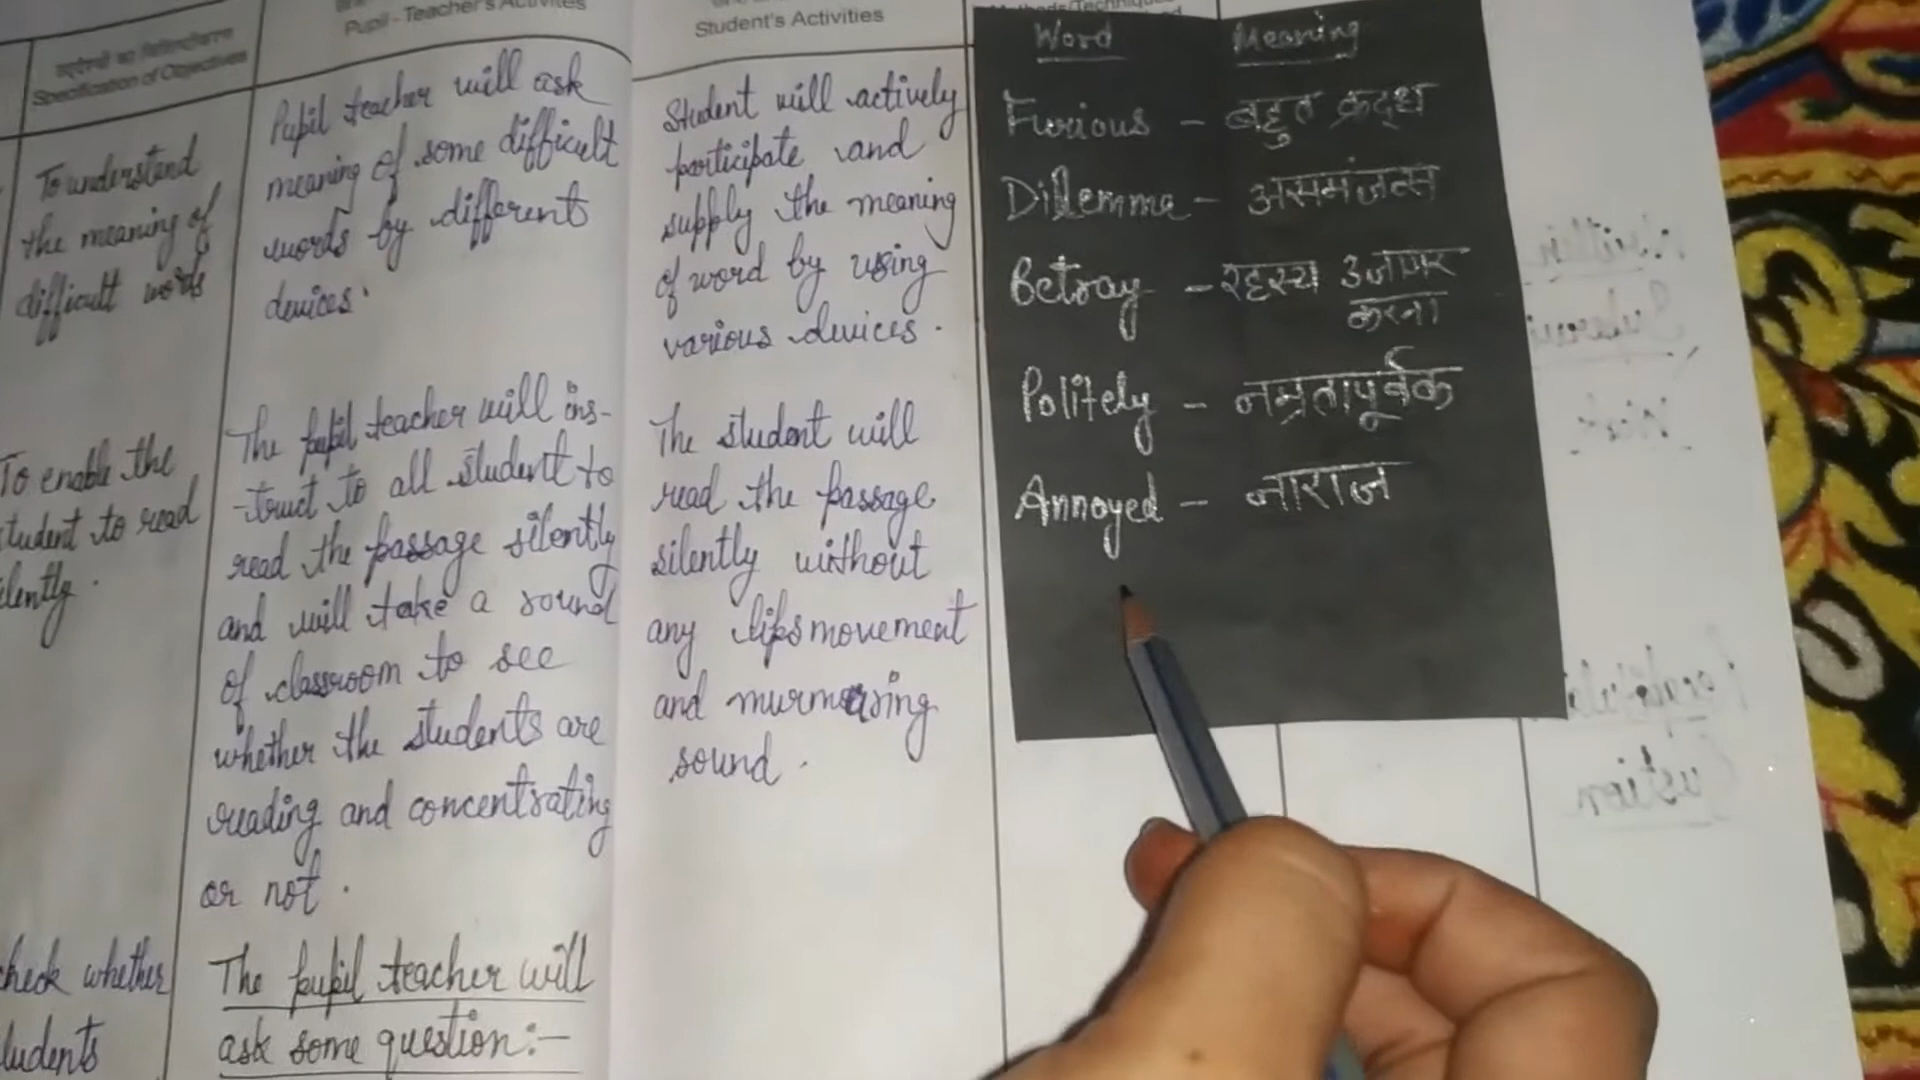 Pupil-Teacher's Activites
Student's Activities
उद्देश्यों का विशिष्टीकरण
Specification of Objectives
To understand
the meaning of
difficult words
To enable the
student to read
check whether
Pupil teacher will ask
meaning of some difficult
words by different
devices.
The pupil teacher will ins-
-truct to all student to
read the passage silently
and will take a round
of classroom to see
whether the students are
reading and concentrating
or not.
The pupil teacher will
ask some question:-
Student will actively
participate and
supply the meaning
of word by using
various devices.
The student will
read the passage
silently without
any lips movement
and murmuring
sound.
Word Meaning
Furious - बहुत क्रद्ध
Dillemma - असमंजस
Betray - रहस्य उजागर
करना
Politely - नम्रतापूर्वक
Annoyed - नाराज